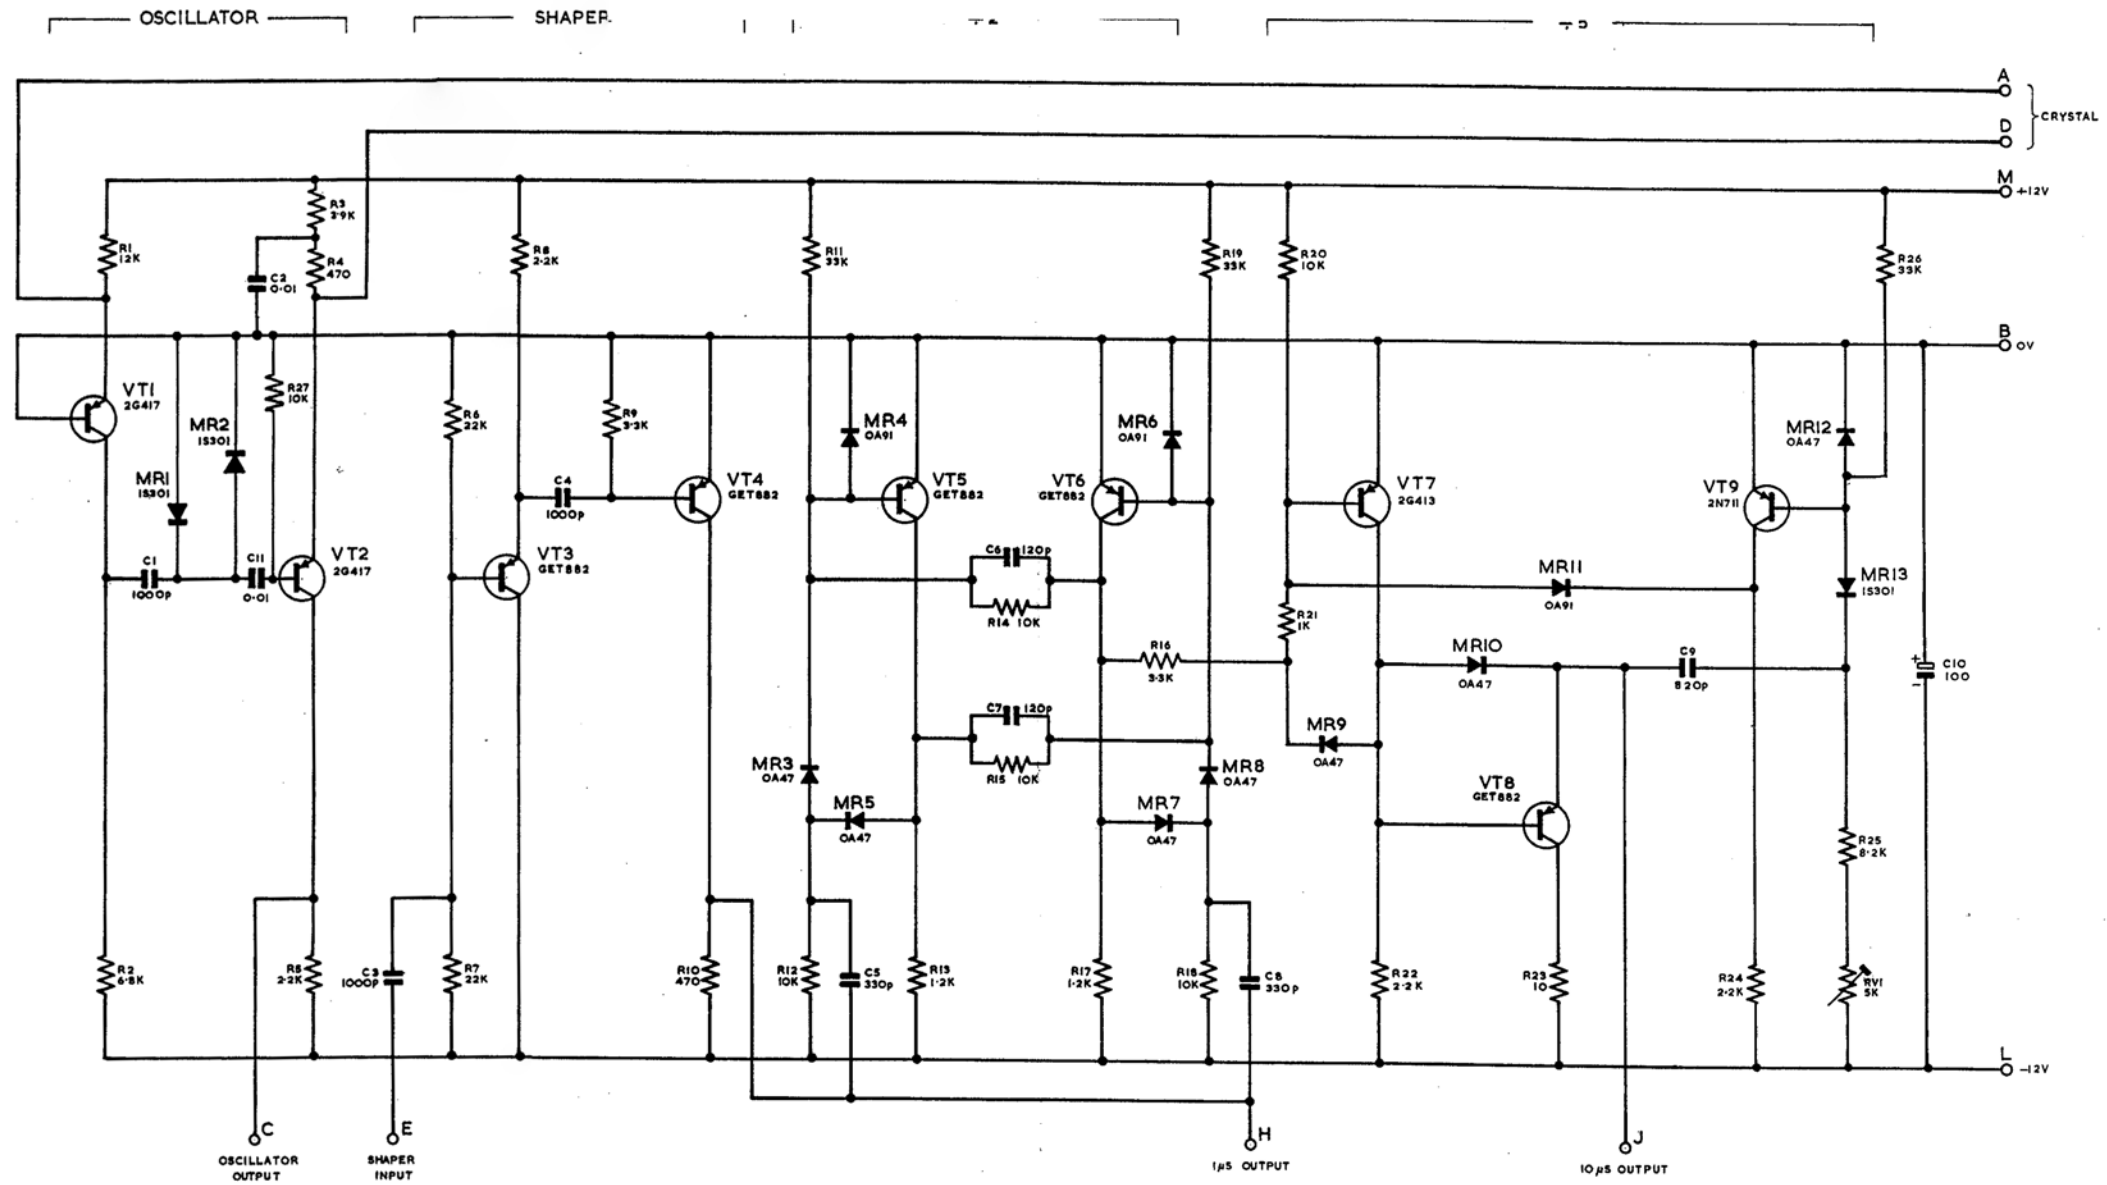 OSCILLATOR
SHAPER
A
CRYSTAL
D
M
+12V
R3
3·9K
R1
12K
R4
470
C2
0·01
R8
2·2K
R11
33K
R19
33K
R20
10K
R26
33K
B
0V
VT1
2G417
R27
10K
MR2
1S301
R6
22K
R9
3·3K
MR4
OA91
MR6
OA91
MR12
OA47
MR1
1S301
C4
1000p
VT4
GET882
VT5
GET882
VT6
GET882
VT7
2G413
VT9
2N711
C1
1000p
C11
0·01
VT2
2G417
VT3
GET882
C6
120p
R14 10K
MR11
OA91
MR13
1S301
R21
1K
R16
3·3K
MR10
OA47
C9
820p
+
C10
100
-
C7
120p
R15 10K
MR9
OA47
MR3
OA47
MR5
OA47
MR8
OA47
MR7
OA47
VT8
GET882
R25
8·2K
R2
6·8K
R5
2·2K
C3
1000p
R7
22K
R10
470
R12
10K
C5
330p
R13
1·2K
R17
1·2K
R18
10K
C8
330p
R22
2·2K
R23
10
R24
2·2K
RV1
5K
L
-12V
C
OSCILLATOR
OUTPUT
E
SHAPER
INPUT
H
1µS OUTPUT
J
10µS OUTPUT